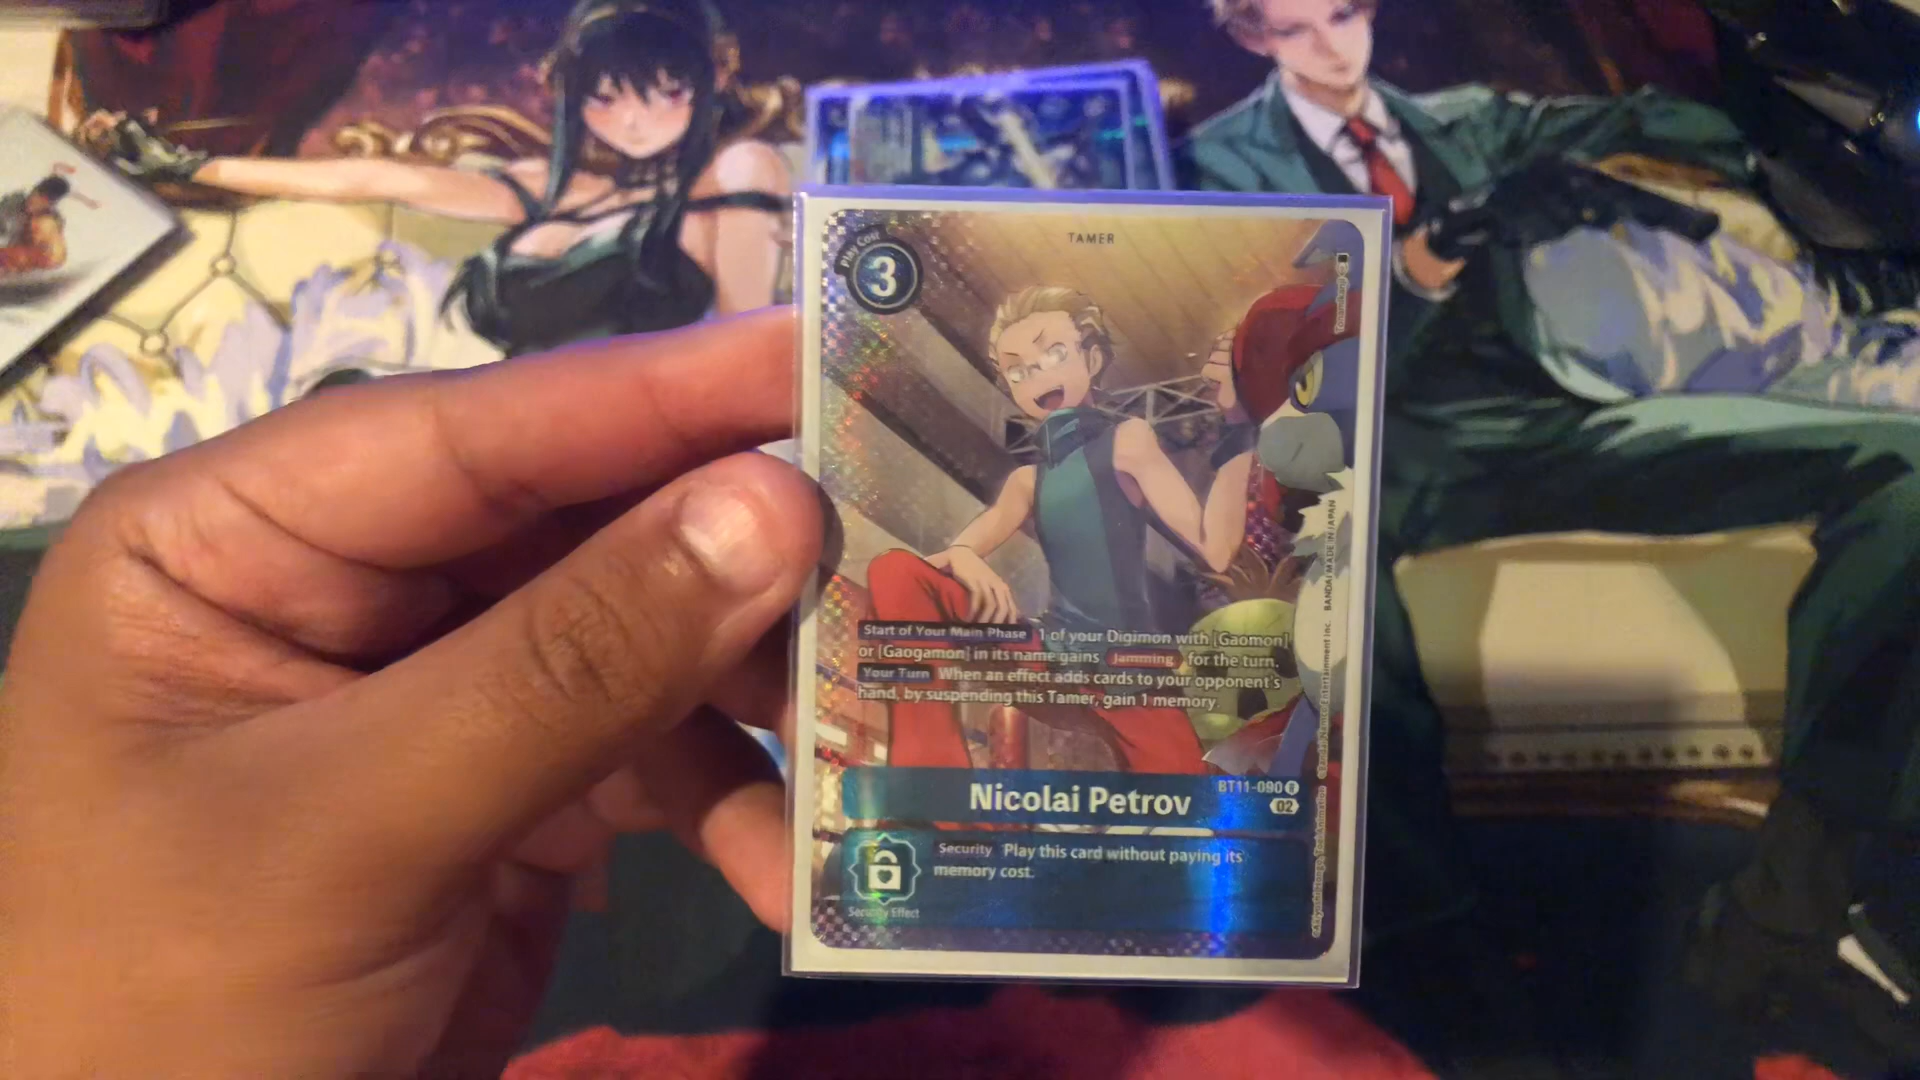 TAMER
Play Cost
3
Start of Your Main Phase 1 of your Digimon with [Gaomon]
or [Gaogamon] in its name gains Jamming for the turn.
Your Turn When an effect adds cards to your opponent's
hand, by suspending this Tamer, gain 1 memory.
BT11-090 R
Nicolai Petrov
02
Security Play this card without paying its
memory cost.
Security Effect
BANDAI MADE IN JAPAN